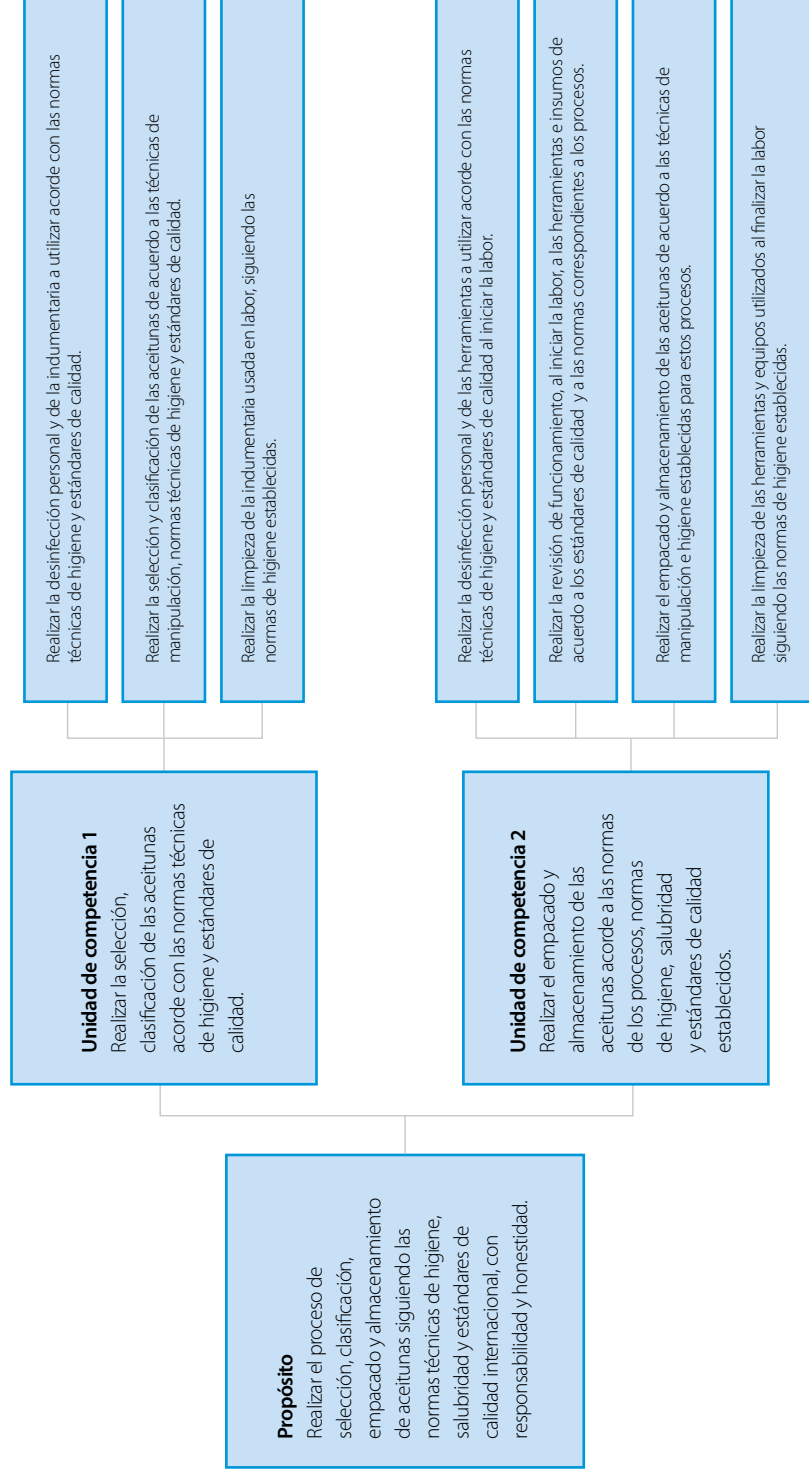 Propósito
Realizar el proceso de
selección, clasificación,
empacado y almacenamiento
de aceitunas siguiendo las
normas técnicas de higiene,
salubridad y estándares de
calidad internacional, con
responsabilidad y honestidad.
Unidad de competencia 1
Realizar la selección,
clasificación de las aceitunas
acorde con las normas técnicas
de higiene y estándares de
calidad.
Realizar la desinfección personal y de la indumentaria a utilizar acorde con las normas
técnicas de higiene y estándares de calidad.
Realizar la selección y clasificación de las aceitunas de acuerdo a las técnicas de
manipulación, normas técnicas de higiene y estándares de calidad.
Realizar la limpieza de la indumentaria usada en labor, siguiendo las
normas de higiene establecidas.
Unidad de competencia 2
Realizar el empacado y
almacenamiento de las
aceitunas acorde a las normas
de los procesos, normas
de higiene, salubridad
y estándares de calidad
establecidos.
Realizar la desinfección personal y de las herramientas a utilizar acorde con las normas
técnicas de higiene y estándares de calidad al iniciar la labor.
Realizar la revisión de funcionamiento, al iniciar la labor, a las herramientas e insumos de
acuerdo a los estándares de calidad y a las normas correspondientes a los procesos.
Realizar el empacado y almacenamiento de las aceitunas de acuerdo a las técnicas de
manipulación e higiene establecidas para estos procesos.
Realizar la limpieza de las herramientas y equipos utilizados al finalizar la labor
siguiendo las normas de higiene establecidas.